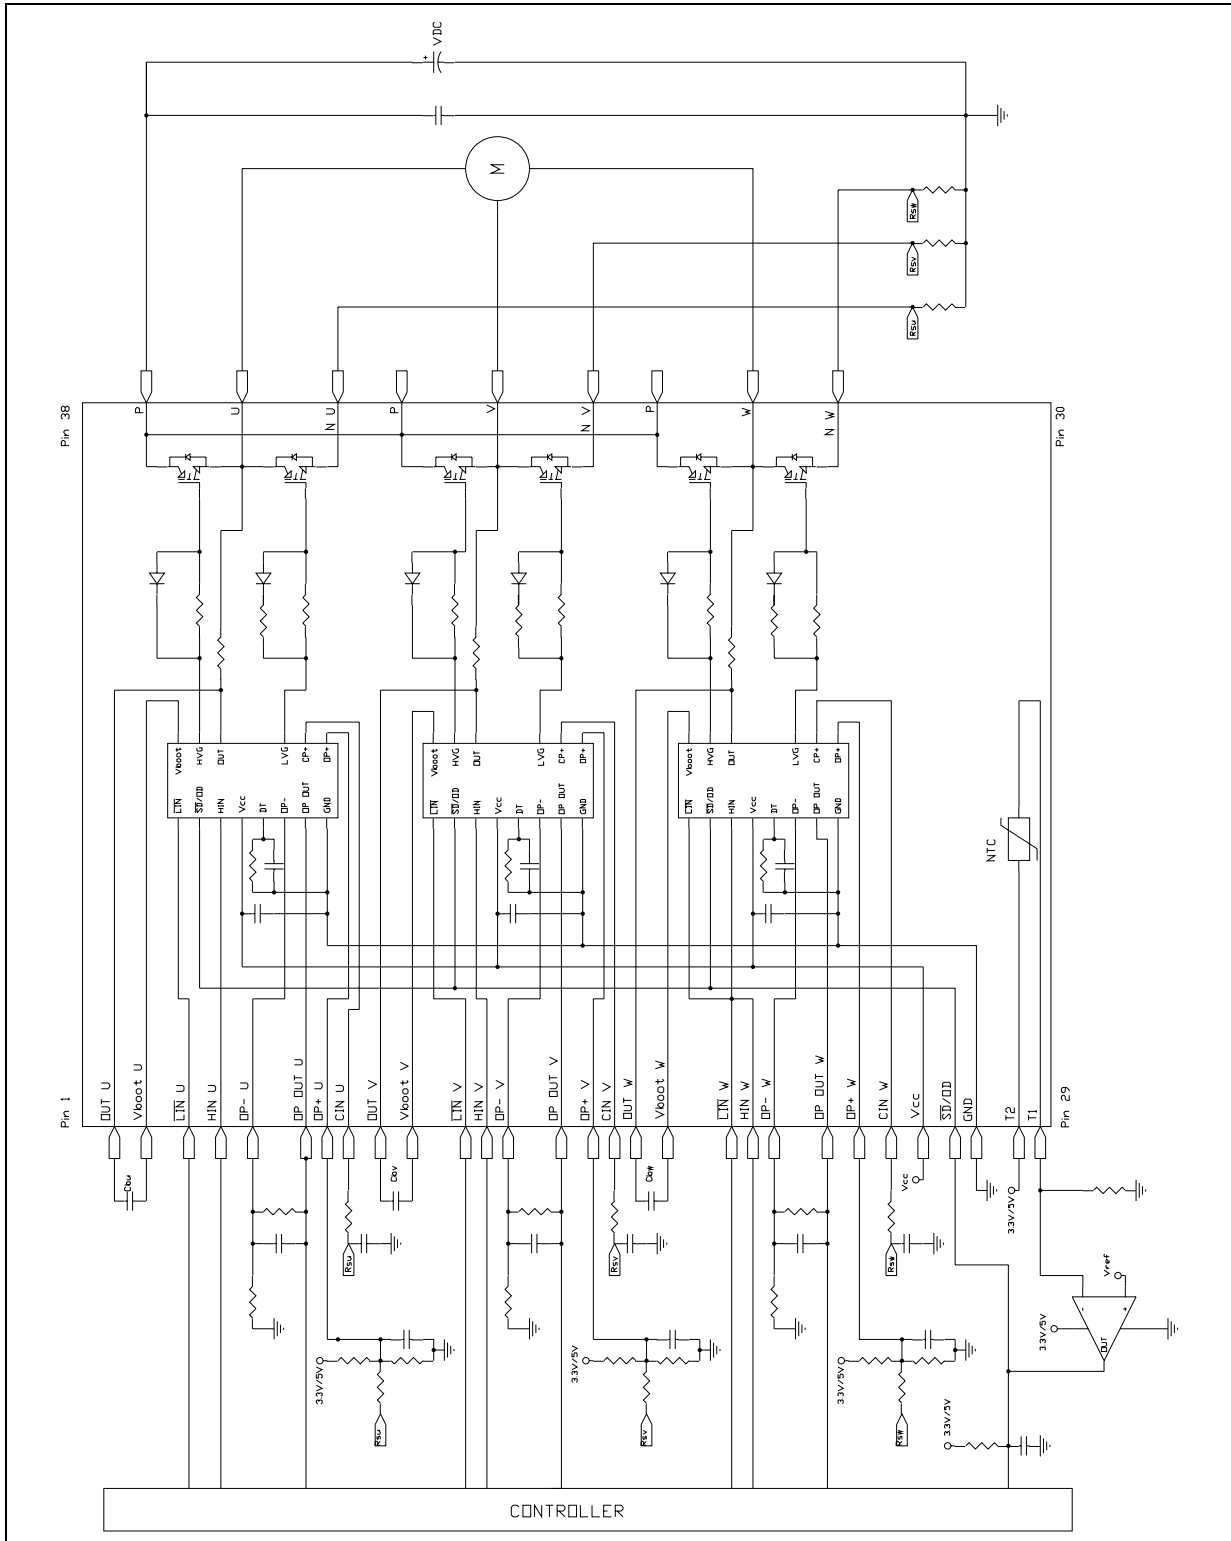 + VDC
M
Rsw
Rsv
Rsu
Pin 38
P
U
N U
P
V
N V
P
W
N W
Pin 30
Vboot HVG OUT LVG CP+ OP+
LIN SD/OD HIN Vcc DT OP- OP OUT GND
Vboot HVG OUT LVG CP+ OP+
LIN SD/OD HIN Vcc DT OP- OP OUT GND
Vboot HVG OUT LVG CP+ OP+
LIN SD/OD HIN Vcc DT OP- OP OUT GND
NTC
Pin 1
OUT U
Vboot U
LIN U
HIN U
OP- U
OP OUT U
OP+ U
CIN U
OUT V
Vboot V
LIN V
HIN V
OP- V
OP OUT V
OP+ V
CIN V
OUT W
Vboot W
LIN W
HIN W
OP- W
OP OUT W
OP+ W
CIN W
Vcc
SD/OD
GND
T2
T1
Pin 29
Cbu
Cbv
Cbw
Vcc
3.3V/5V
Rsu
Rsv
Rsw
Vref
3.3V/5V
- +
OUT
3.3V/5V
3.3V/5V
3.3V/5V
3.3V/5V
Rsu
Rsv
Rsw
CONTROLLER